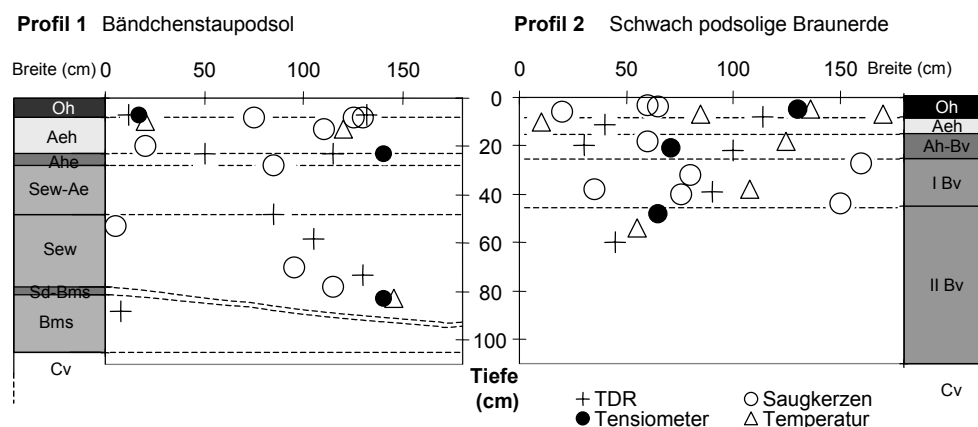 Profil 1 Bändchenstaupodsol
Profil 2 Schwach podsolige Braunerde
Breite (cm) 0 50 100 150
0 50 100 150 Breite (cm)
Oh
Aeh
Ahe
Sew-Ae
Sew
Sd-Bms
Bms
Cv
0
20
40
60
80
100
Tiefe
(cm)
Oh
Aeh
Ah-Bv
I Bv
II Bv
Cv
TDR
Saugkerzen
Tensiometer
Temperatur